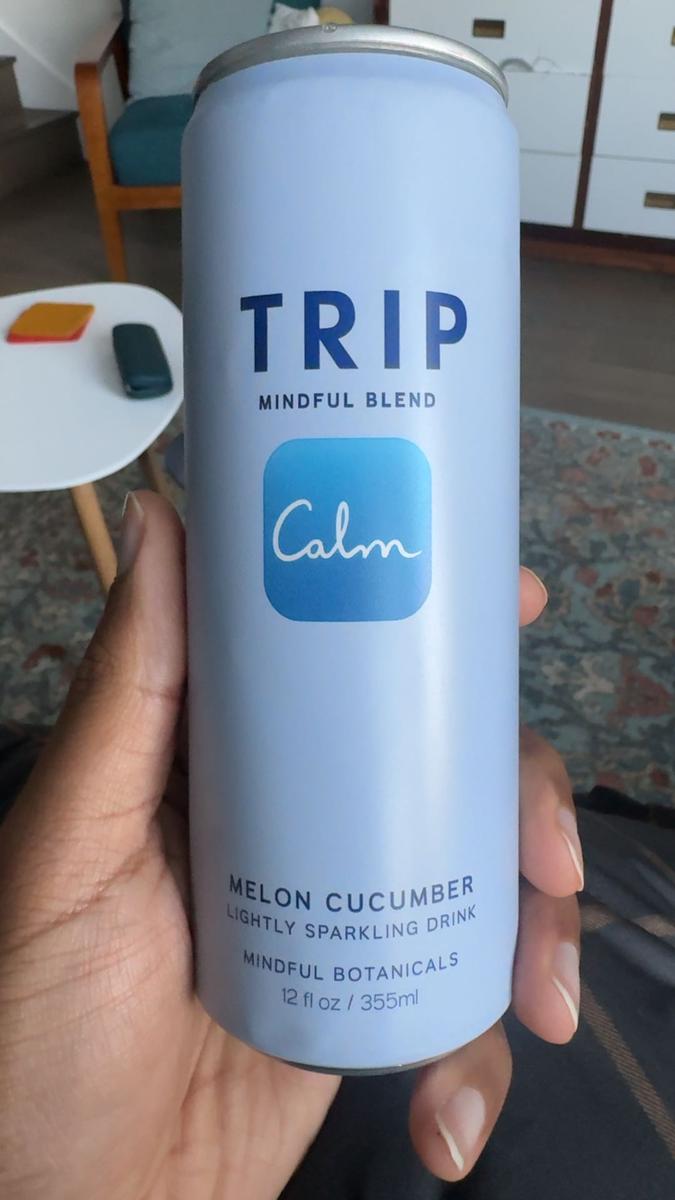 TRIP
MINDFUL BLEND
Calm
MELON CUCUMBER
LIGHTLY SPARKLING DRINK
MINDFUL BOTANICALS
12 fl oz / 355ml